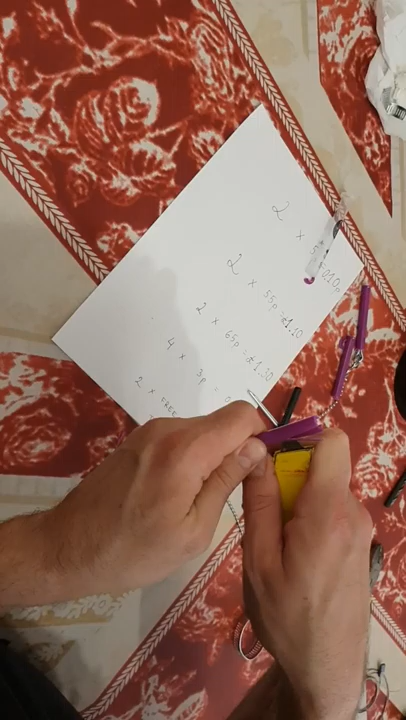 2 x
2 x 55p = £1.10
2 x 65p = £1.30
4 x 3p =
2 x FREE